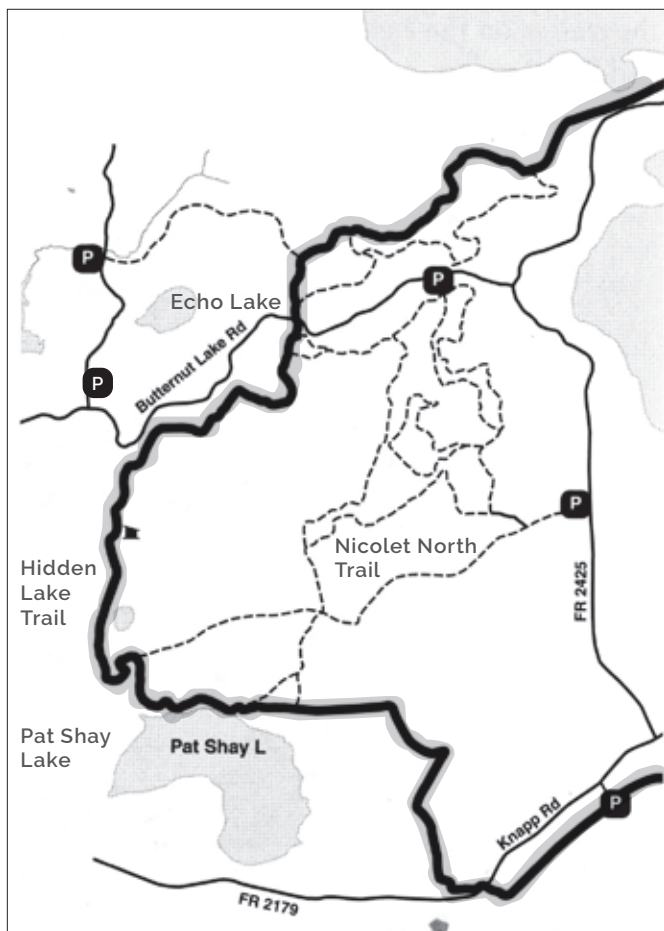 P
Echo Lake
P
Butternut Lake Rd
P
Nicolet North
Trail
P
Hidden
Lake
Trail
FR 2425
Pat Shay
Lake
Pat Shay L
Knapp Rd
P
FR 2179